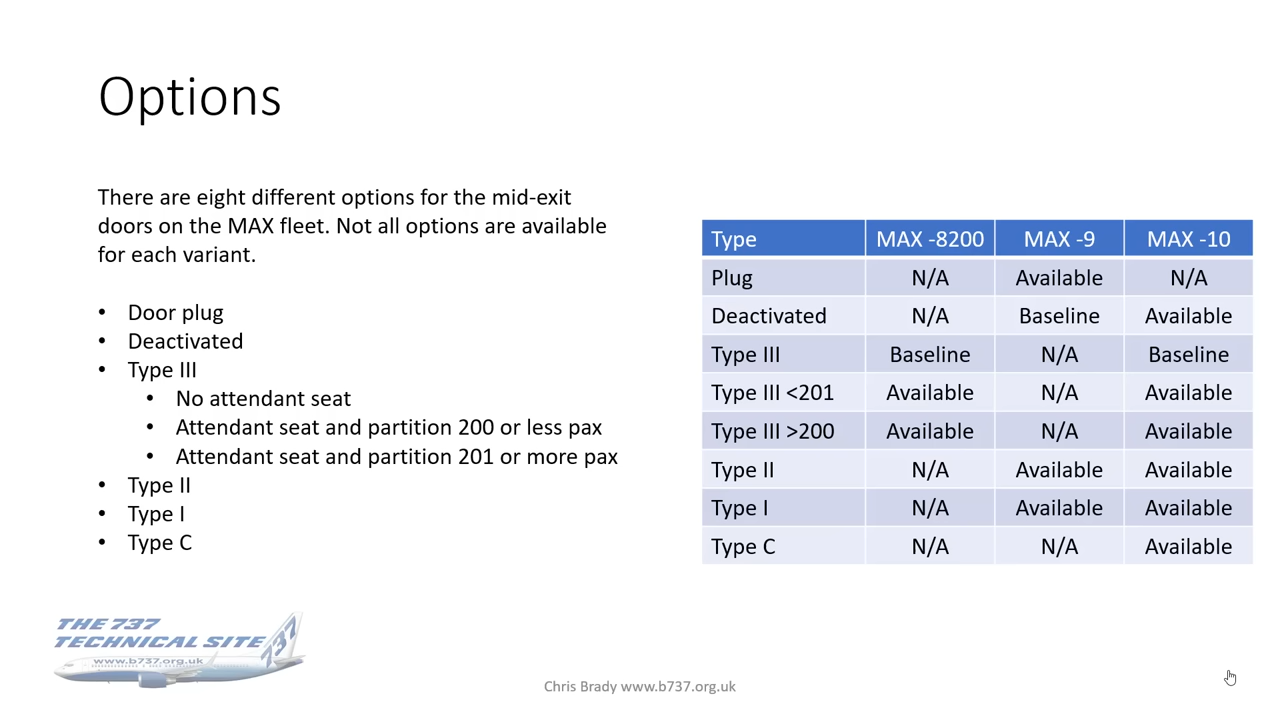 Options
There are eight different options for the mid-exit
doors on the MAX fleet. Not all options are available
for each variant.
• Door plug
• Deactivated
• Type III
• No attendant seat
• Attendant seat and partition 200 or less pax
• Attendant seat and partition 201 or more pax
• Type II
• Type I
• Type C
Type MAX -8200 MAX -9 MAX -10
Plug N/A Available N/A
Deactivated N/A Baseline Available
Type III Baseline N/A Baseline
Type III <201 Available N/A Available
Type III >200 Available N/A Available
Type II N/A Available Available
Type I N/A Available Available
Type C N/A N/A Available
THE 737
TECHNICAL SITE
737
www.b737.org.uk
Chris Brady www.b737.org.uk